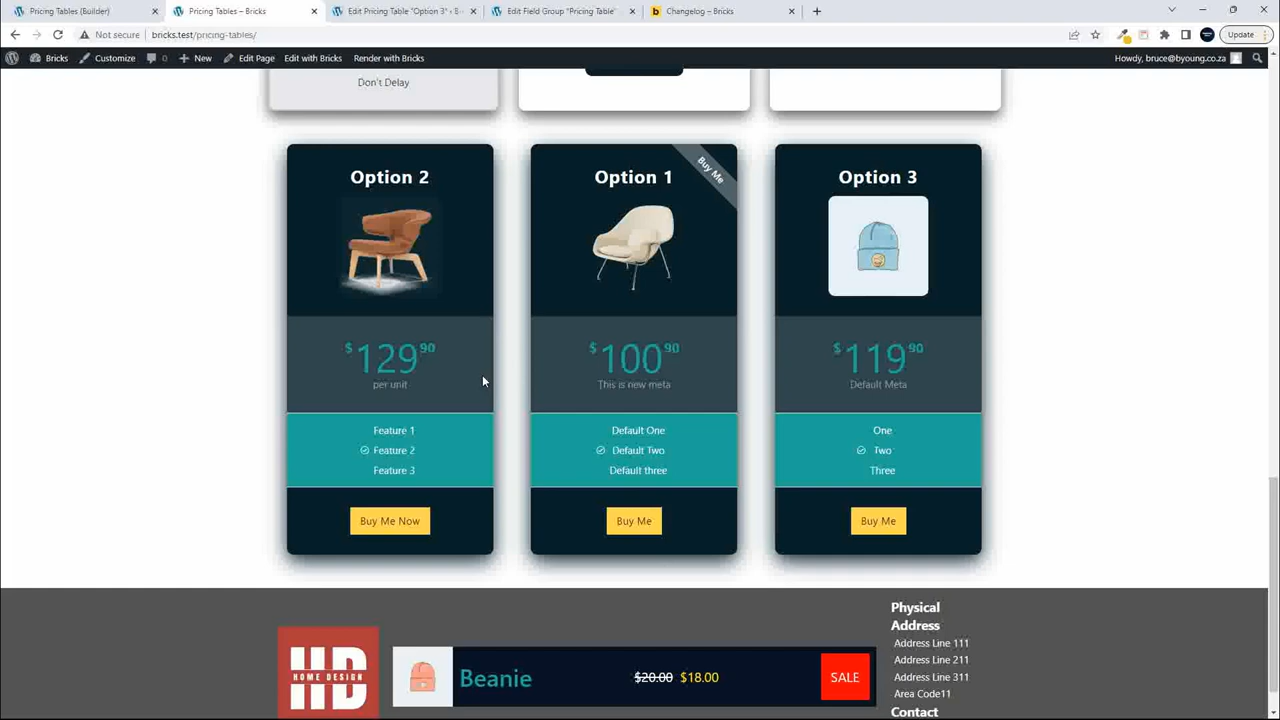 Pricing Tables (Builder)
Pricing Tables – Bricks
Edit Pricing Table "Option 3" ‹ B
Edit Field Group "Pricing Table"
Changelog – Bricks
Not secure
bricks.test/pricing-tables/
Update
Bricks
Customize
0
New
Edit Page
Edit with Bricks
Render with Bricks
Howdy, bruce@byoung.co.za
Don't Delay
Option 2
$129.90
per unit
Feature 1
Feature 2
Feature 3
Buy Me Now
Buy Me
Option 1
$100.90
This is new meta
Default One
Default Two
Default three
Buy Me
Option 3
$119.90
Default Meta
One
Two
Three
Buy Me
HD
HOME DESIGN
Beanie
$20.00 $18.00
SALE
Physical
Address
Address Line 111
Address Line 211
Address Line 311
Area Code11
Contact